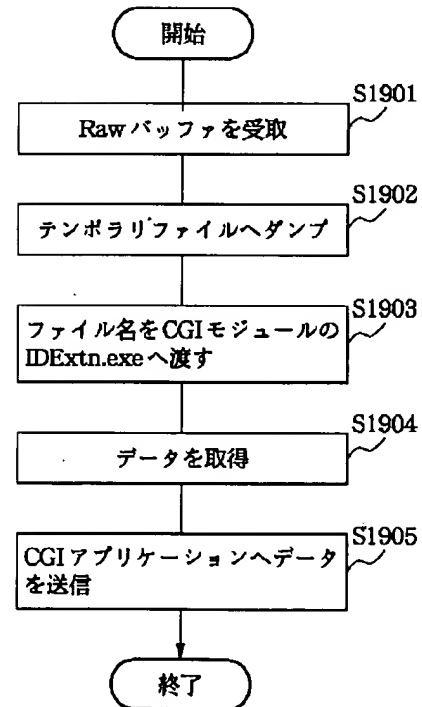 開始
S1901
Rawバッファを受取
S1902
テンポラリファイルへダンプ
S1903
ファイル名をCGIモジュールの
IDExtn.exeへ渡す
S1904
データを取得
S1905
CGIアプリケーションへデータ
を送信
終了